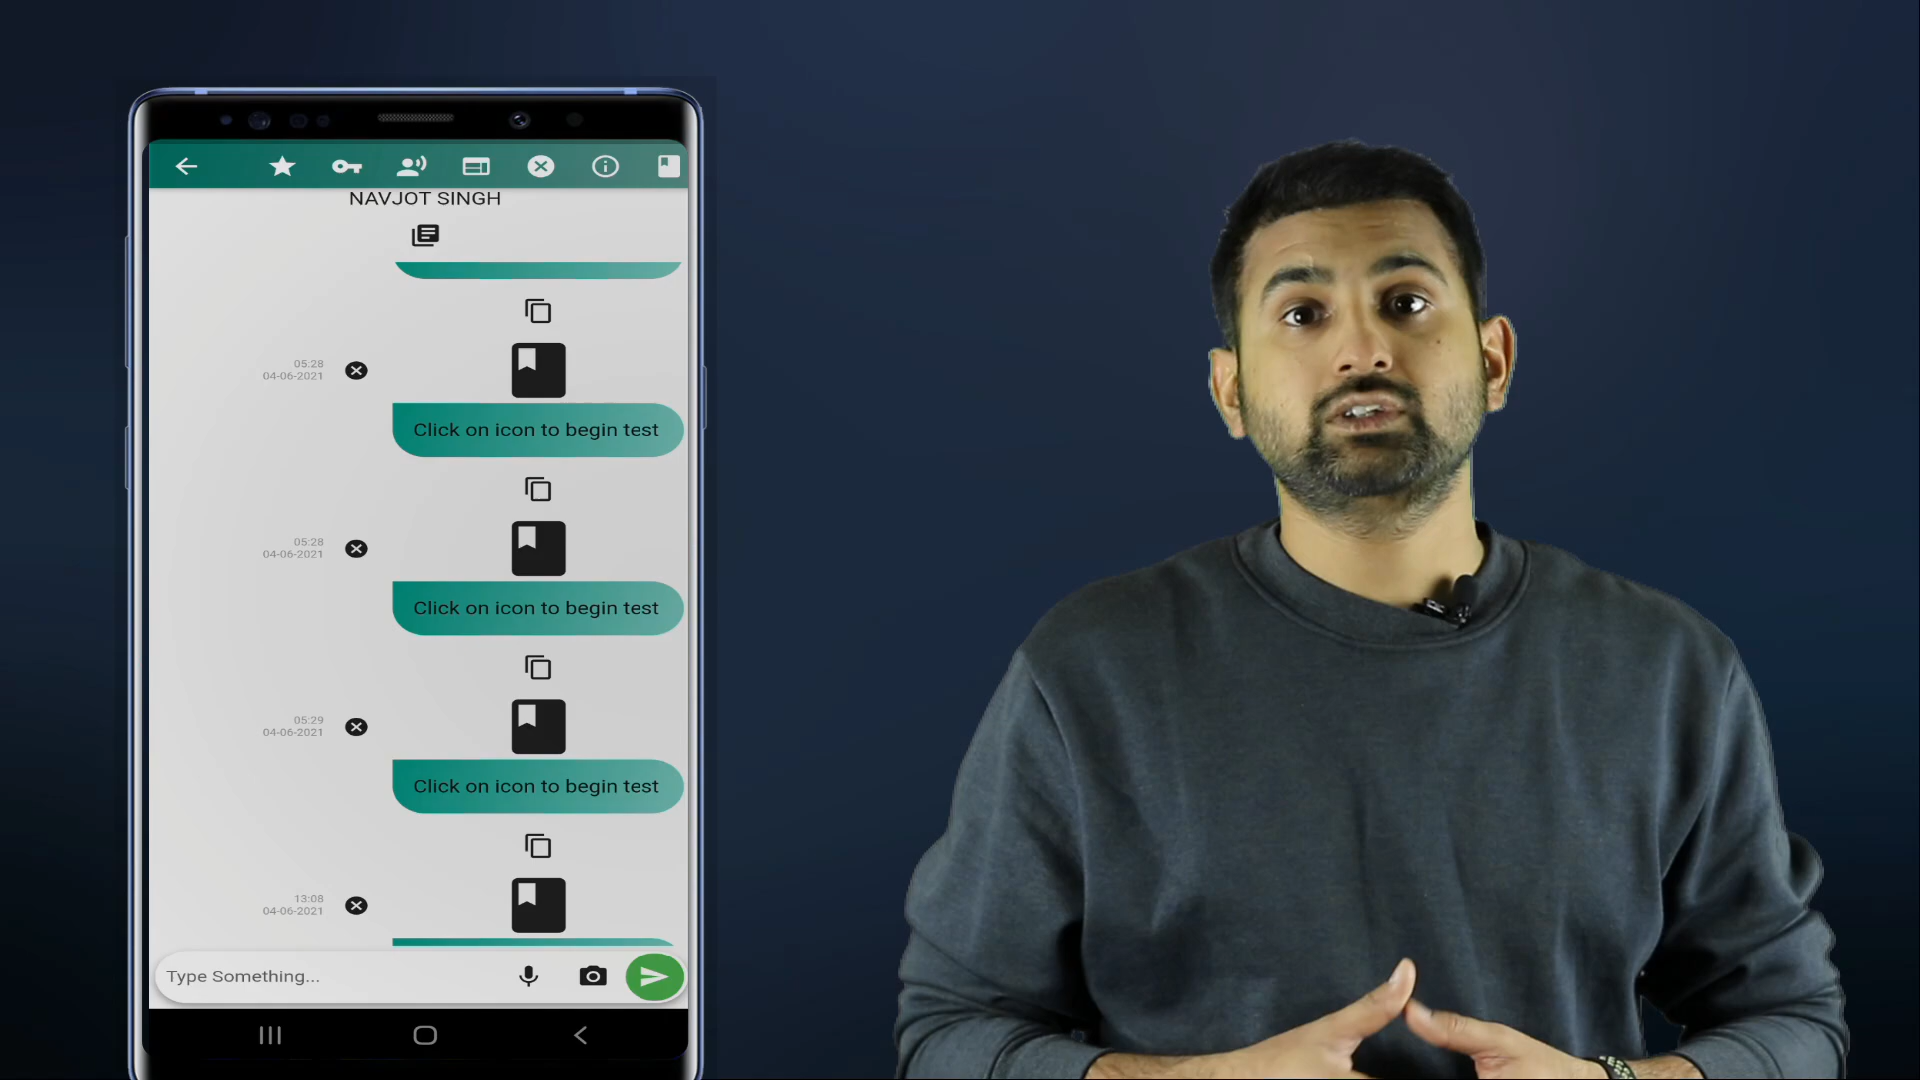 NAVJOT SINGH
05:28
04-06-2021
Click on icon to begin test
05:28
04-06-2021
Click on icon to begin test
05:29
04-06-2021
Click on icon to begin test
13:08
04-06-2021
Type Something...